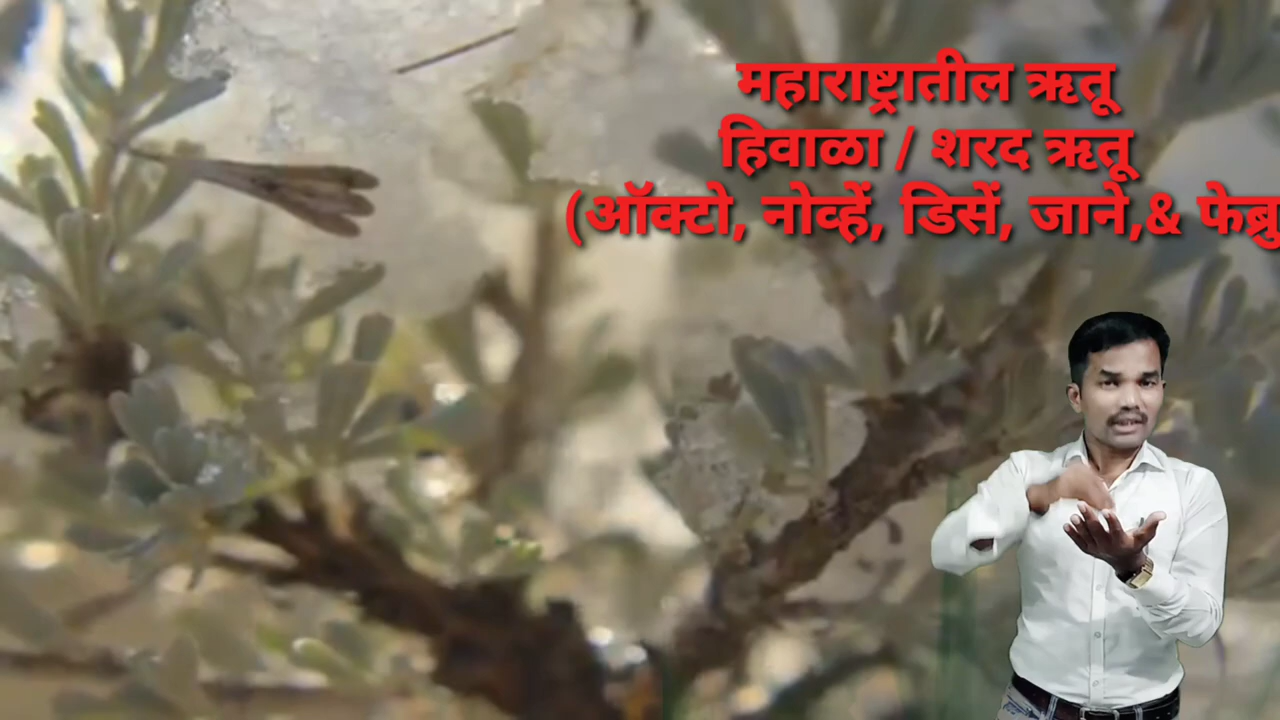 महाराष्ट्रातील ऋतू
हिवाळा / शरद ऋतू
(ऑक्टो, नोव्हें, डिसें, जाने,& फेब्रु